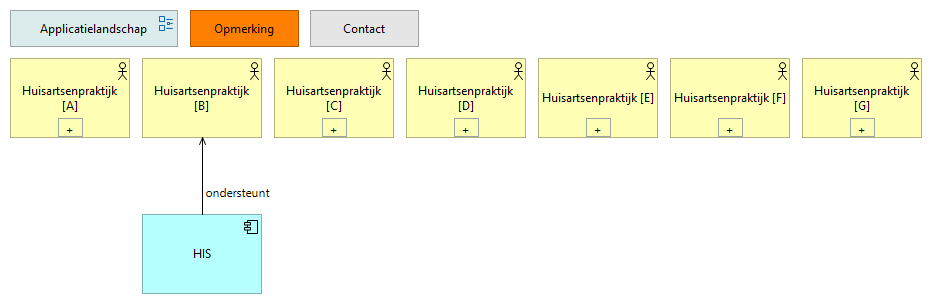 Applicatielandschap
Opmerking
Contact
Huisartsenpraktijk
[A]
+
Huisartsenpraktijk
[B]
Huisartsenpraktijk
[C]
+
Huisartsenpraktijk
[D]
+
Huisartsenpraktijk [E]
+
Huisartsenpraktijk [F]
+
Huisartsenpraktijk
[G]
+
ondersteunt
HIS